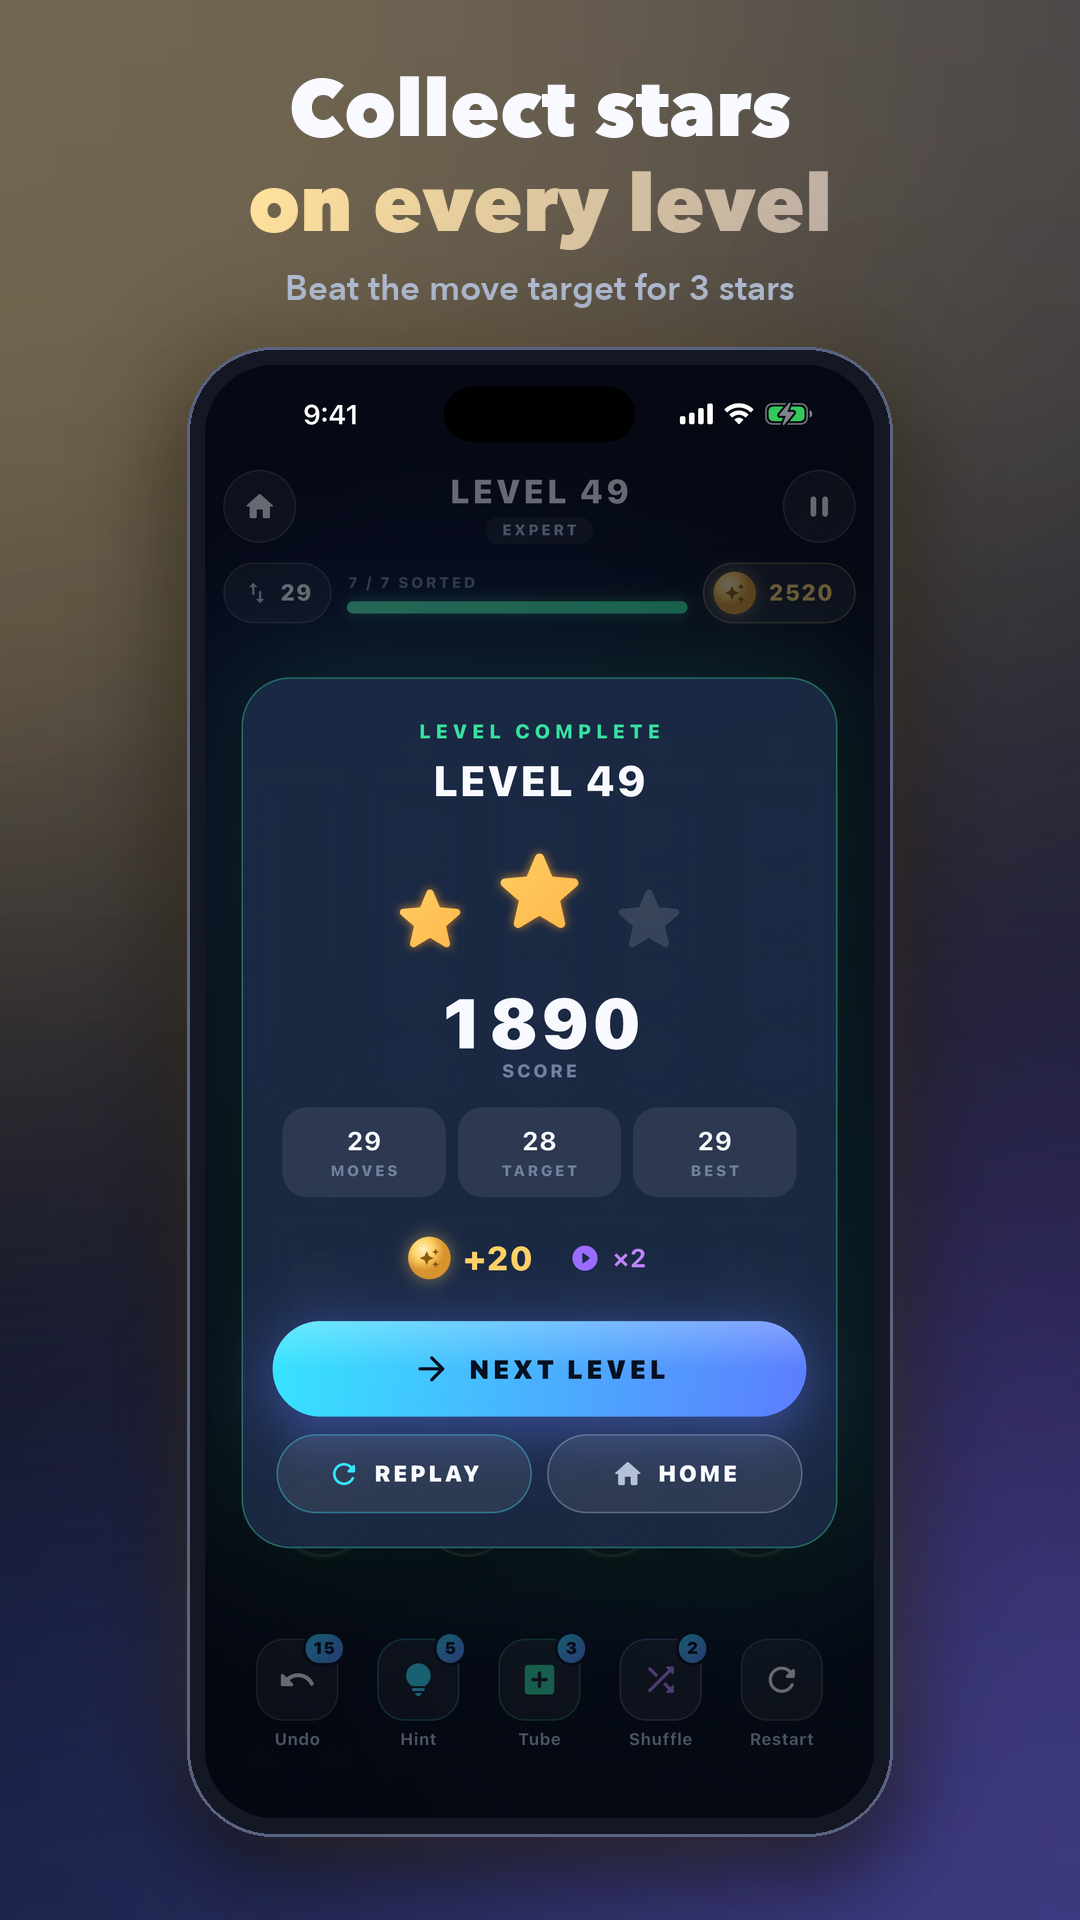 Collect stars
on every level
Beat the move target for 3 stars
9:41
LEVEL 49
EXPERT
29
7 / 7 SORTED
2520
LEVEL COMPLETE
LEVEL 49
1890
SCORE
29 28 29
MOVES TARGET BEST
+20 ×2
NEXT LEVEL
REPLAY HOME
15 5 3 2
Undo Hint Tube Shuffle Restart